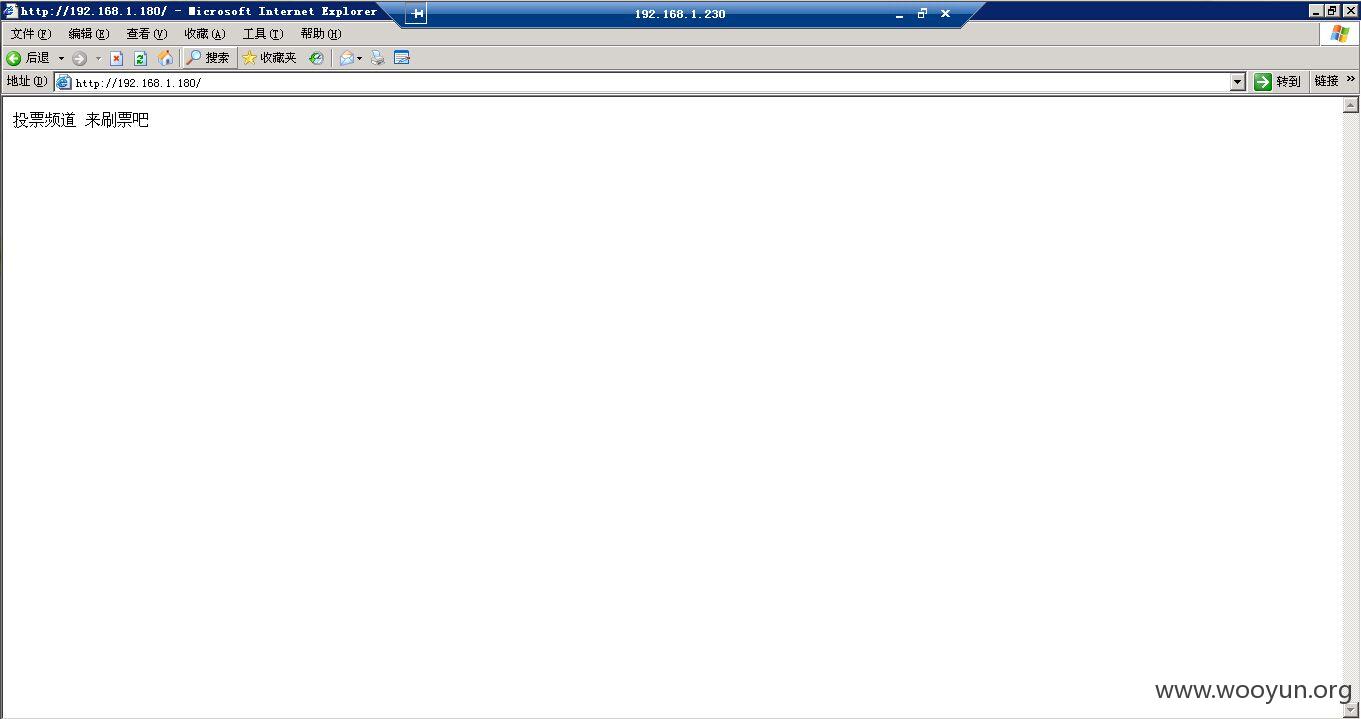 http://192.168.1.180/ - Microsoft Internet Explorer
192.168.1.230
文件(F) 编辑(E) 查看(V) 收藏(A) 工具(T) 帮助(H)
后退 搜索 收藏夹
地址(D) http://192.168.1.180/ 转到 链接 »
投票频道 来刷票吧
www.wooyun.org